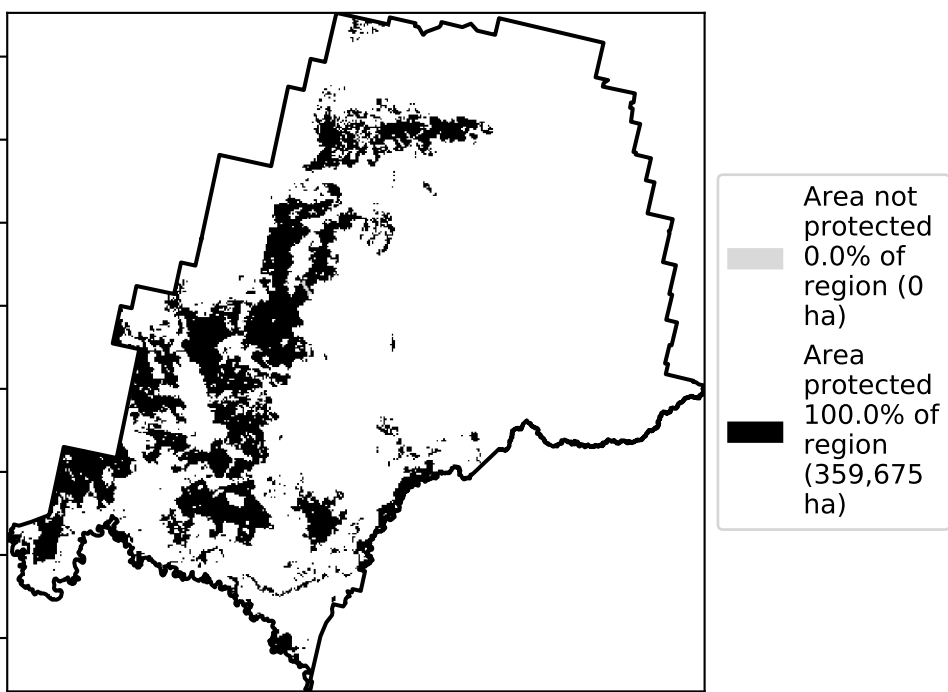 Area not
protected
0.0% of
region (0
ha)
Area
protected
100.0% of
region
(359,675
ha)